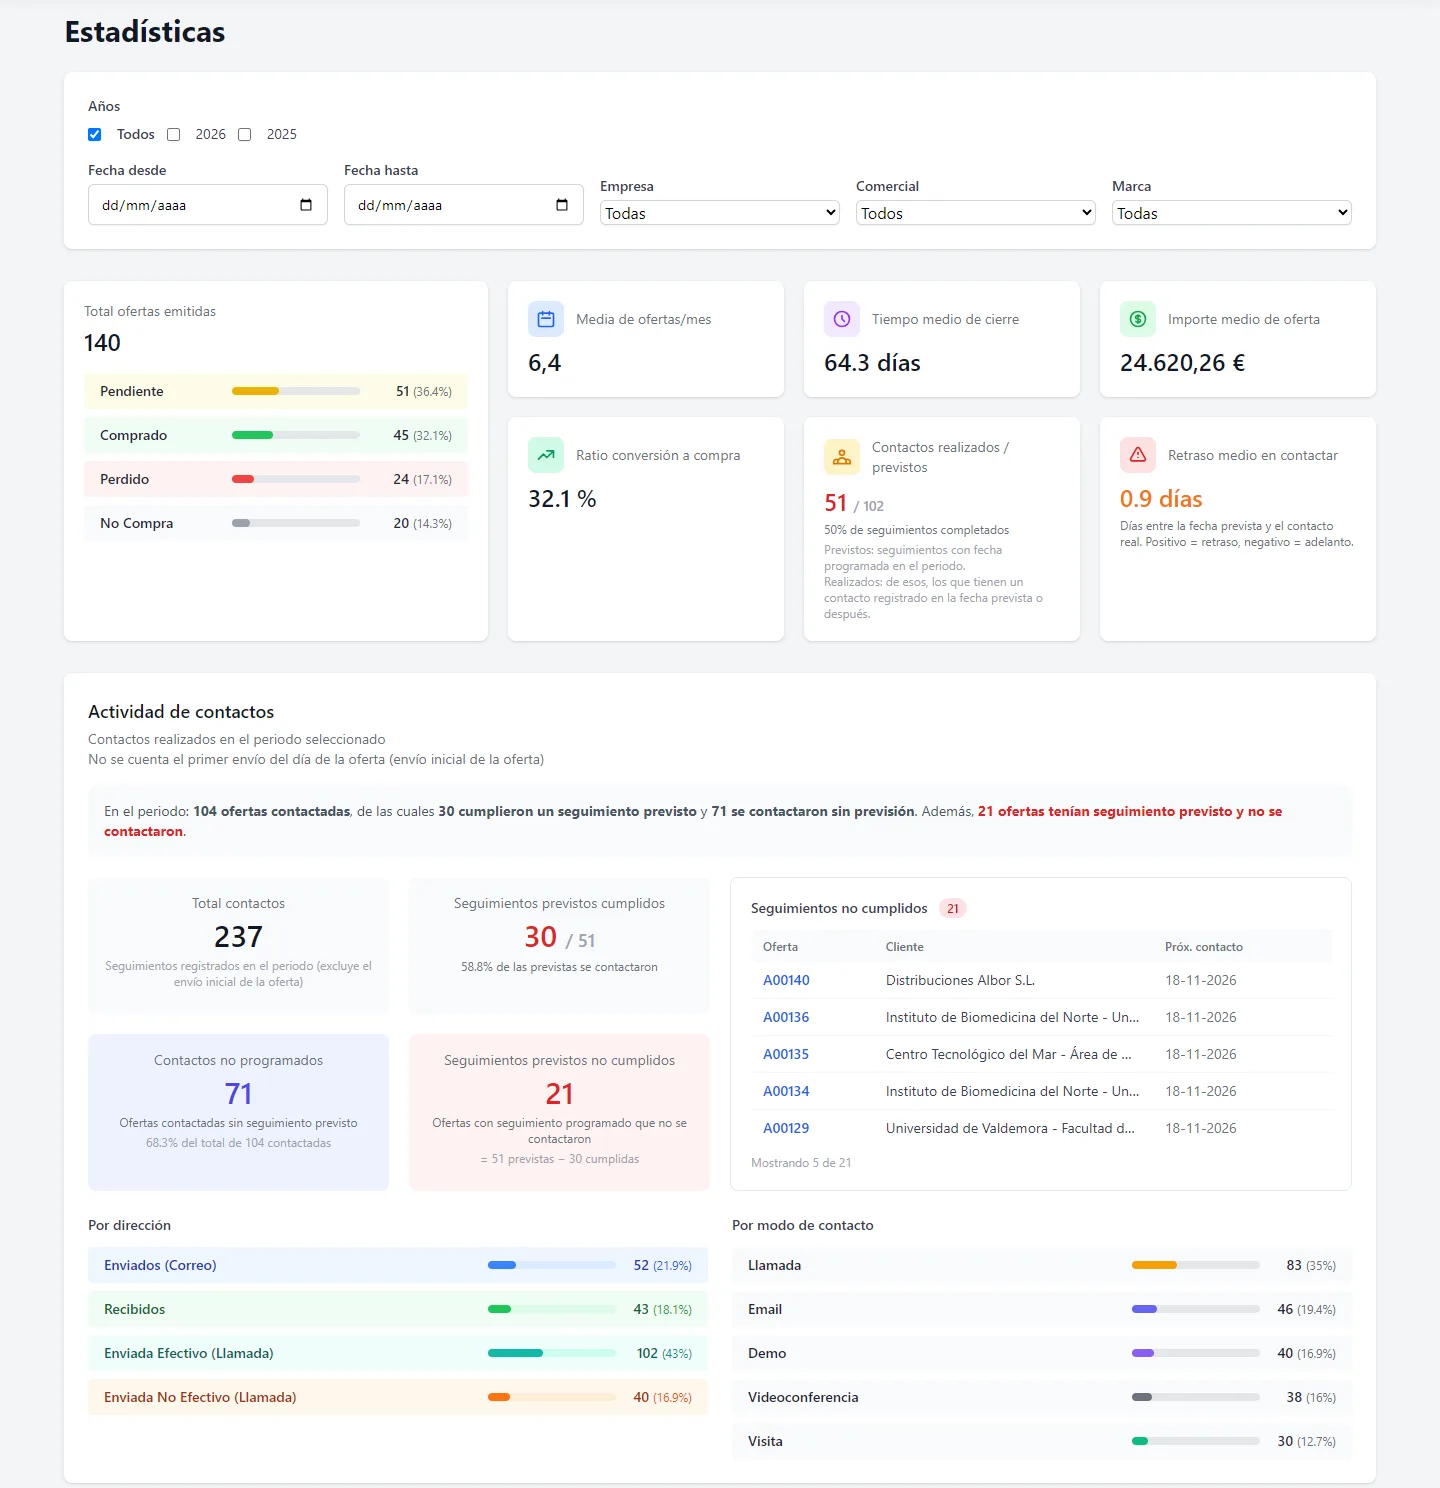 Estadísticas
Años
Todos 2026 2025
Fecha desde
dd/mm/aaaa
Fecha hasta
dd/mm/aaaa
Empresa
Todas
Comercial
Todos
Marca
Todas
Total ofertas emitidas
140
Pendiente 51 (36.4%)
Comprado 45 (32.1%)
Perdido 24 (17.1%)
No Compra 20 (14.3%)
Media de ofertas/mes
6,4
Tiempo medio de cierre
64.3 días
Importe medio de oferta
24.620,26 €
Ratio conversión a compra
32.1 %
Contactos realizados /
previstos
51 / 102
50% de seguimientos completados
Previstos: seguimientos con fecha
programada en el periodo.
Realizados: de esos, los que tienen un
contacto registrado en la fecha prevista o
después.
Retraso medio en contactar
0.9 días
Días entre la fecha prevista y el contacto
real. Positivo = retraso, negativo = adelanto.
Actividad de contactos
Contactos realizados en el periodo seleccionado
No se cuenta el primer envío del día de la oferta (envío inicial de la oferta)
En el periodo: 104 ofertas contactadas, de las cuales 30 cumplieron un seguimiento previsto y 71 se contactaron sin previsión. Además, 21 ofertas tenían seguimiento previsto y no se
contactaron.
Total contactos
237
Seguimientos registrados en el periodo (excluye el
envío inicial de la oferta)
Seguimientos previstos cumplidos
30 / 51
58.8% de las previstas se contactaron
Contactos no programados
71
Ofertas contactadas sin seguimiento previsto
68.3% del total de 104 contactadas
Seguimientos previstos no cumplidos
21
Ofertas con seguimiento programado que no se
contactaron
= 51 previstas − 30 cumplidas
Seguimientos no cumplidos 21
Oferta Cliente Próx. contacto
A00140 Distribuciones Albor S.L. 18-11-2026
A00136 Instituto de Biomedicina del Norte - Un... 18-11-2026
A00135 Centro Tecnológico del Mar - Área de ... 18-11-2026
A00134 Instituto de Biomedicina del Norte - Un... 18-11-2026
A00129 Universidad de Valdemora - Facultad d... 18-11-2026
Mostrando 5 de 21
Por dirección
Enviados (Correo) 52 (21.9%)
Recibidos 43 (18.1%)
Enviada Efectivo (Llamada) 102 (43%)
Enviada No Efectivo (Llamada) 40 (16.9%)
Por modo de contacto
Llamada 83 (35%)
Email 46 (19.4%)
Demo 40 (16.9%)
Videoconferencia 38 (16%)
Visita 30 (12.7%)